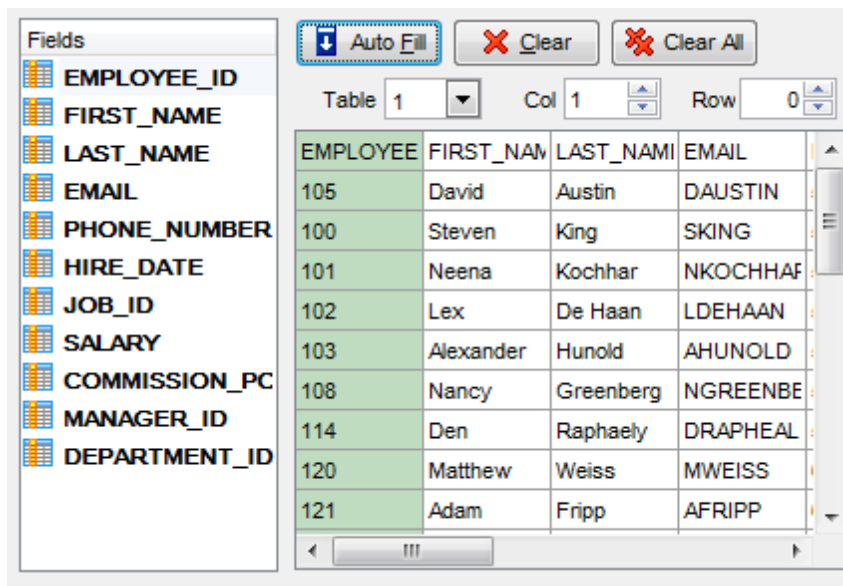 Fields
EMPLOYEE_ID
FIRST_NAME
LAST_NAME
EMAIL
PHONE_NUMBER
HIRE_DATE
JOB_ID
SALARY
COMMISSION_PC
MANAGER_ID
DEPARTMENT_ID
Auto Fill Clear Clear All
Table 1 Col 1 Row 0
EMPLOYEE FIRST_NAM LAST_NAMI EMAIL
105 David Austin DAUSTIN
100 Steven King SKING
101 Neena Kochhar NKOCHHAR
102 Lex De Haan LDEHAAN
103 Alexander Hunold AHUNOLD
108 Nancy Greenberg NGREENBE
114 Den Raphaely DRAPHEAL
120 Matthew Weiss MWEISS
121 Adam Fripp AFRIPP